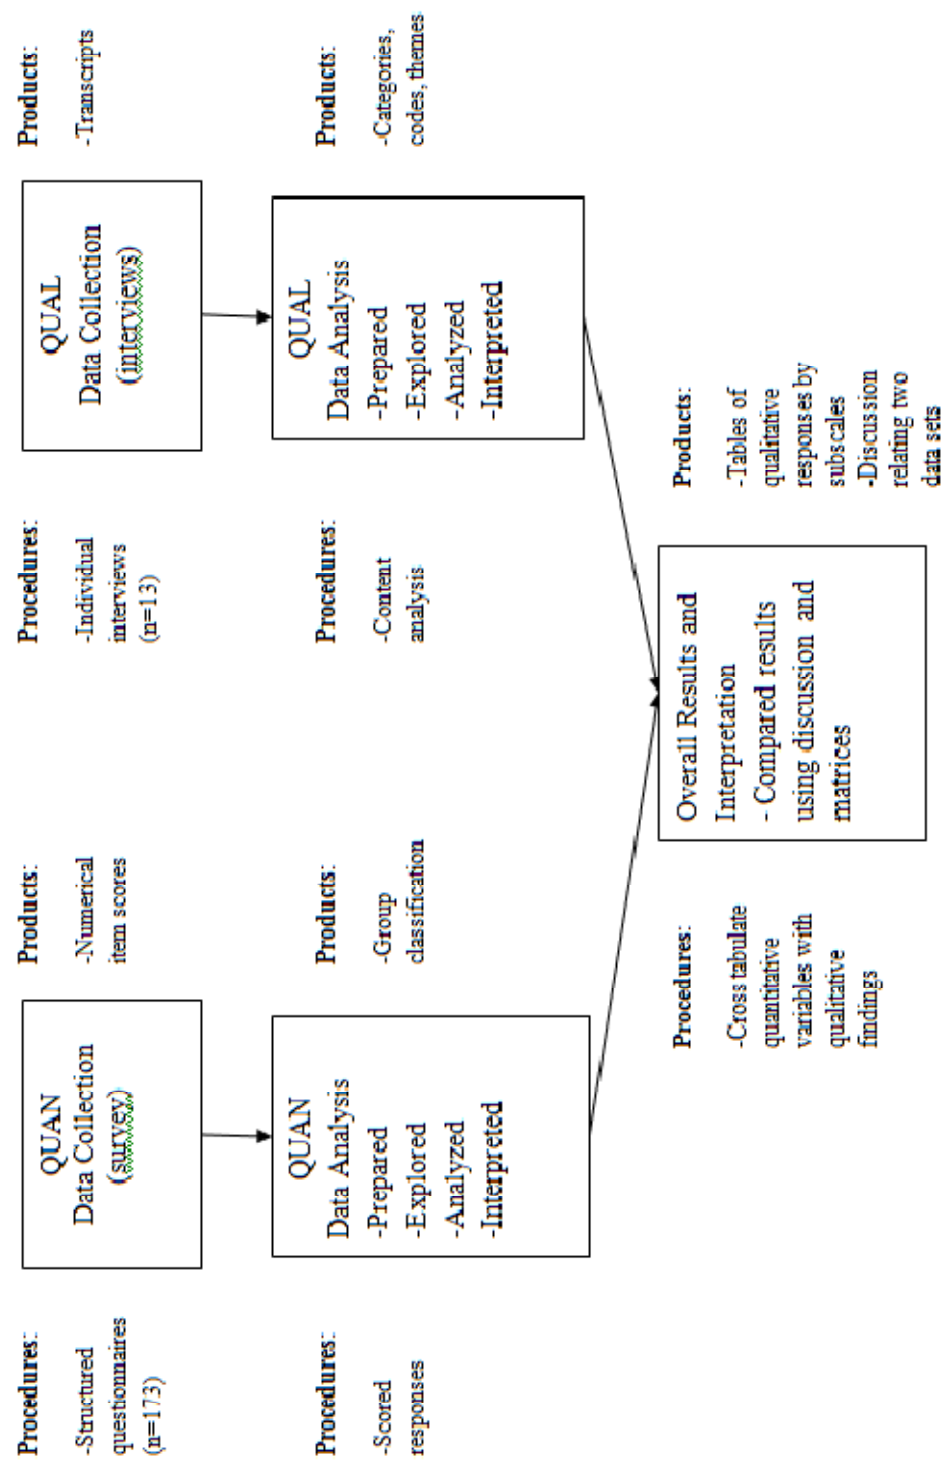 Procedures:
-Structured
questionnaires
(n=173)
QUAN
Data Collection
(survey)
Products:
-Numerical
item scores
Procedures:
-Individual
interviews
(n=13)
QUAL
Data Collection
(interviews)
Products:
-Transcripts
Procedures:
-Scored
responses
QUAN
Data Analysis
-Prepared
-Explored
-Analyzed
-Interpreted
Products:
-Group
classification
Procedures:
-Content
analysis
QUAL
Data Analysis
-Prepared
-Explored
-Analyzed
-Interpreted
Products:
-Categories,
codes, themes
Procedures:
-Cross tabulate
quantitative
variables with
qualitative
findings
Overall Results and
Interpretation
- Compared results
using discussion and
matrices
Products:
-Tables of
qualitative
responses by
subscales
-Discussion
relating two
data sets